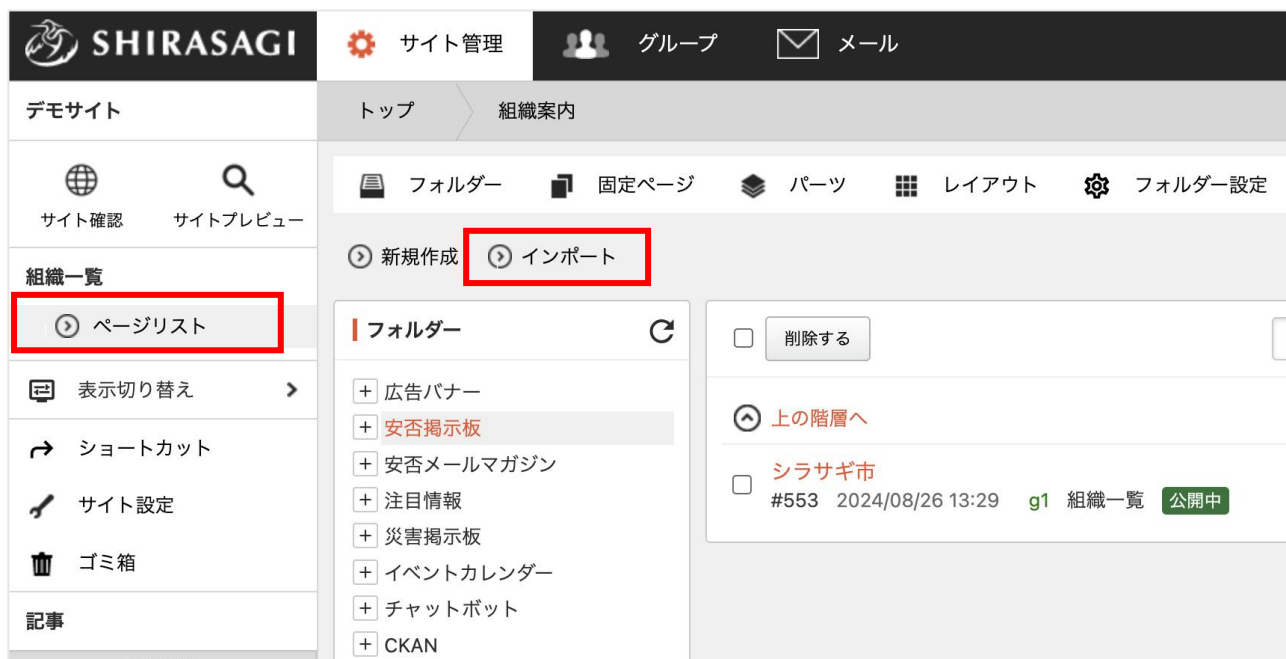 SHIRASAGI サイト管理 グループ メール
デモサイト
トップ 組織案内
サイト確認 サイトプレビュー
フォルダー 固定ページ パーツ レイアウト フォルダー設定
新規作成 インポート
組織一覧
ページリスト
表示切り替え
ショートカット
サイト設定
ゴミ箱
記事
フォルダー
広告バナー
安否掲示板
安否メールマガジン
注目情報
災害掲示板
イベントカレンダー
チャットボット
CKAN
削除する
上の階層へ
シラサギ市
#553 2024/08/26 13:29 g1 組織一覧 公開中